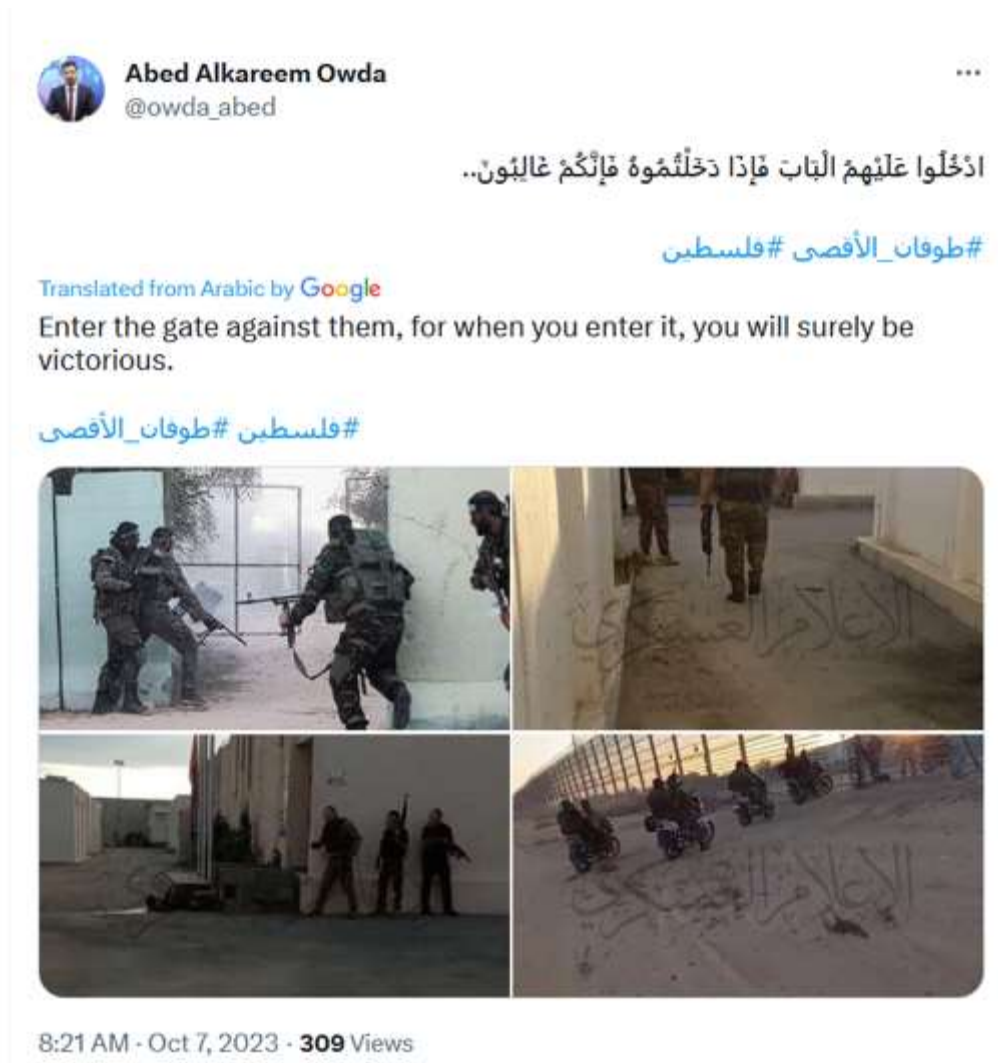 Abed Alkareem Owda
@owda_abed
ادْخُلُوا عَلَيْهِمُ الْبَابَ فَإِذَا دَخَلْتُمُوهُ فَإِنَّكُمْ غَالِبُونَ..
#طوفان_الأقصى #فلسطين
Translated from Arabic by Google
Enter the gate against them, for when you enter it, you will surely be
victorious.
#فلسطين #طوفان_الأقصى
الإعلام العسكري
الإعلام العسكري
8:21 AM · Oct 7, 2023 · 309 Views